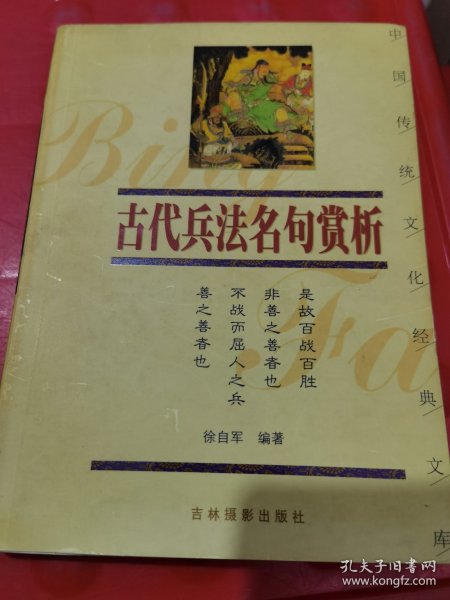 中国传统文化经典文库
Bing
Fa
古代兵法名句赏析
是故百战百胜
非善之善者也
不战而屈人之兵
善之善者也
徐自军 编著
吉林摄影出版社
孔夫子旧书网
www.kongfz.com